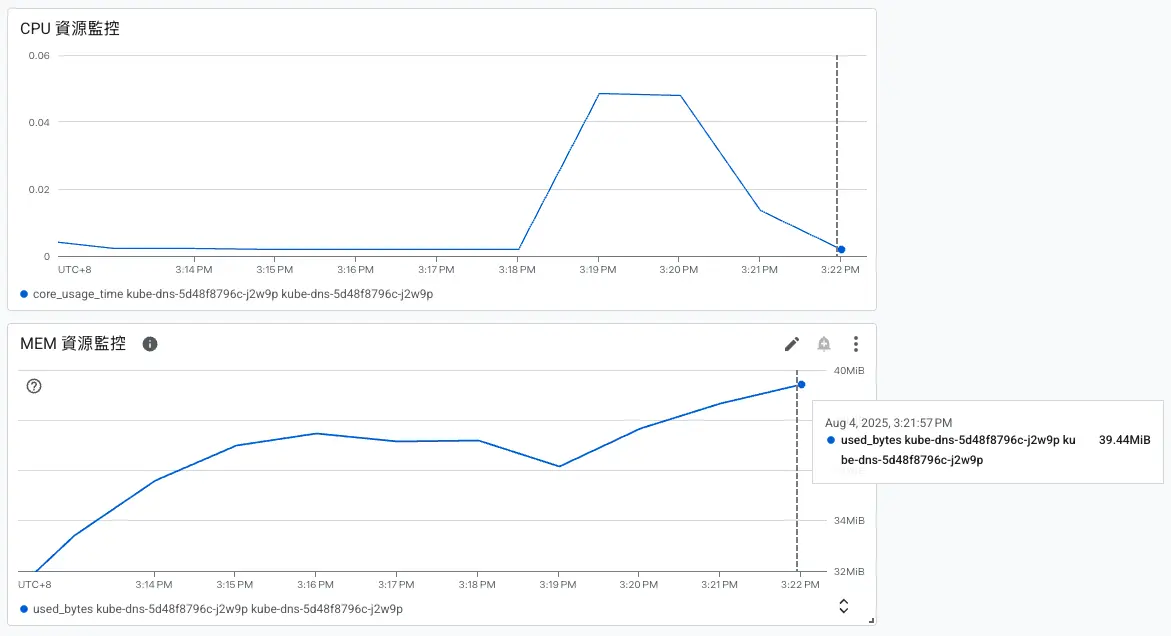 CPU 資源監控
0.06
0.04
0.02
0
UTC+8 3:14 PM 3:15 PM 3:16 PM 3:17 PM 3:18 PM 3:19 PM 3:20 PM 3:21 PM 3:22 PM
core_usage_time kube-dns-5d48f8796c-j2w9p kube-dns-5d48f8796c-j2w9p
MEM 資源監控
40MiB
Aug 4, 2025, 3:21:57 PM
used_bytes kube-dns-5d48f8796c-j2w9p ku 39.44MiB
be-dns-5d48f8796c-j2w9p
34MiB
32MiB
UTC+8 3:14 PM 3:15 PM 3:16 PM 3:17 PM 3:18 PM 3:19 PM 3:20 PM 3:21 PM 3:22 PM
used_bytes kube-dns-5d48f8796c-j2w9p kube-dns-5d48f8796c-j2w9p